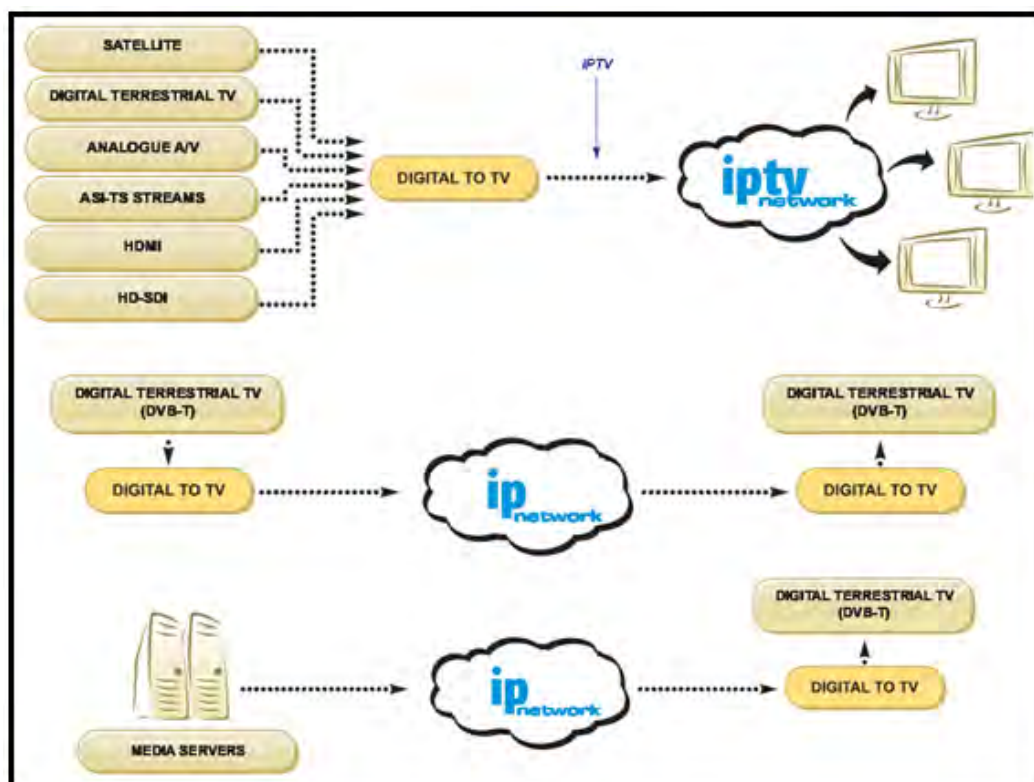 SATELLITE
DIGITAL TERRESTRIAL TV
ANALOGUE A/V
ASI-TS STREAMS
HDMI
HD-SDI
DIGITAL TO TV
IPTV
iptv
network
DIGITAL TERRESTRIAL TV
(DVB-T)
DIGITAL TO TV
ip
network
DIGITAL TERRESTRIAL TV
(DVB-T)
DIGITAL TO TV
MEDIA SERVERS
ip
network
DIGITAL TERRESTRIAL TV
(DVB-T)
DIGITAL TO TV